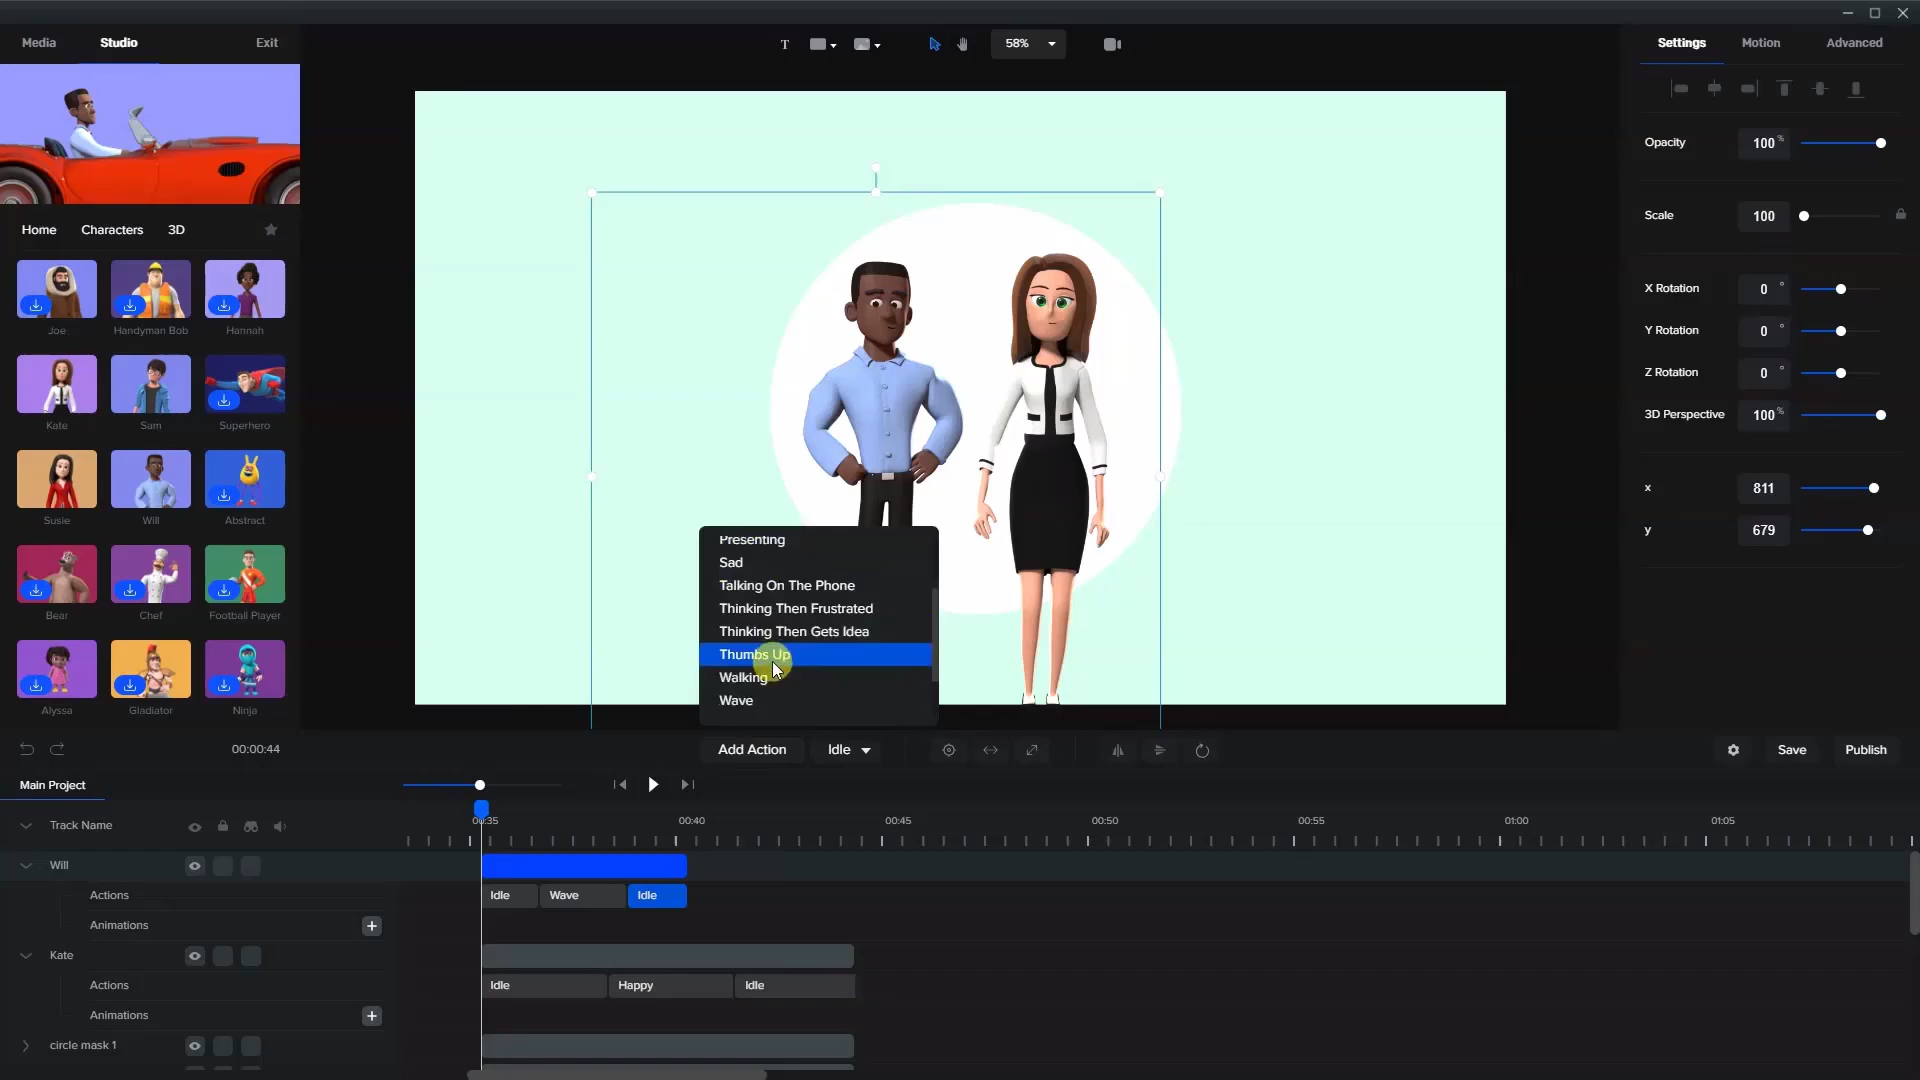 Media Studio Exit
T 58%
Settings Motion Advanced
Opacity 100 %
Scale 100
X Rotation 0 °
Y Rotation 0 °
Z Rotation 0 °
3D Perspective 100 %
x 811
y 679
Home Characters 3D
Joe Handyman Bob Hannah
Kate Sam Superhero
Susie Will Abstract
Bear Chef Football Player
Alyssa Gladiator Ninja
Presenting
Sad
Talking On The Phone
Thinking Then Frustrated
Thinking Then Gets Idea
Thumbs Up
Walking
Wave
00:00:44
Add Action Idle
Save Publish
Main Project
Track Name
00:35 00:40 00:45 00:50 00:55 01:00 01:05
Will
Actions Idle Wave Idle
Animations +
Kate
Actions Idle Happy Idle
Animations +
circle mask 1